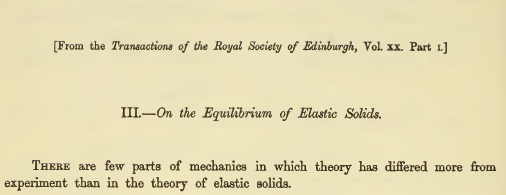 [From the Transactions of the Royal Society of Edinburgh, Vol. XX. Part I.]
III.—On the Equilibrium of Elastic Solids.
THERE are few parts of mechanics in which theory has differed more from
experiment than in the theory of elastic solids.